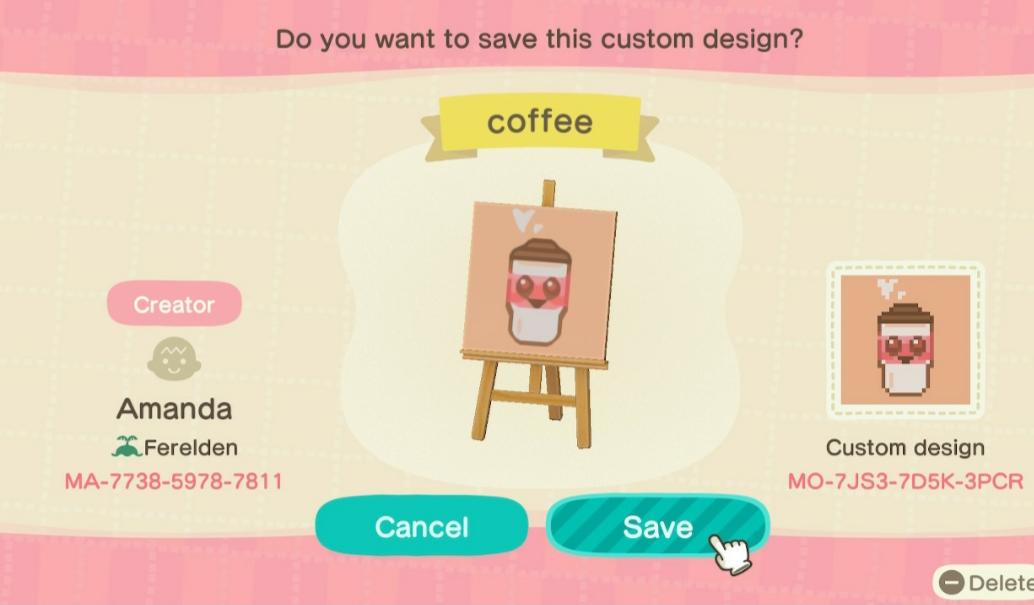 Do you want to save this custom design?
coffee
Creator
Amanda
Ferelden
MA-7738-5978-7811
Custom design
MO-7JS3-7D5K-3PCR
Cancel
Save
Delete